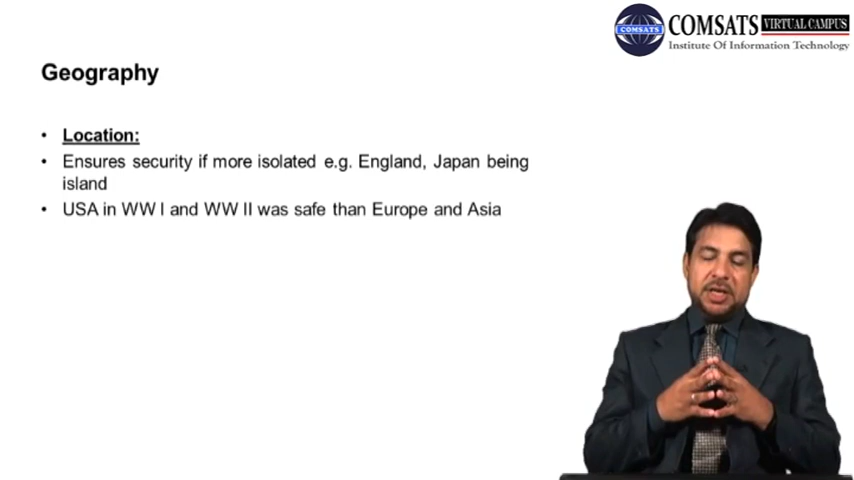 COMSATS VIRTUAL CAMPUS
COMSATS
Institute Of Information Technology
Geography
• Location:
• Ensures security if more isolated e.g. England, Japan being
island
• USA in WW I and WW II was safe than Europe and Asia